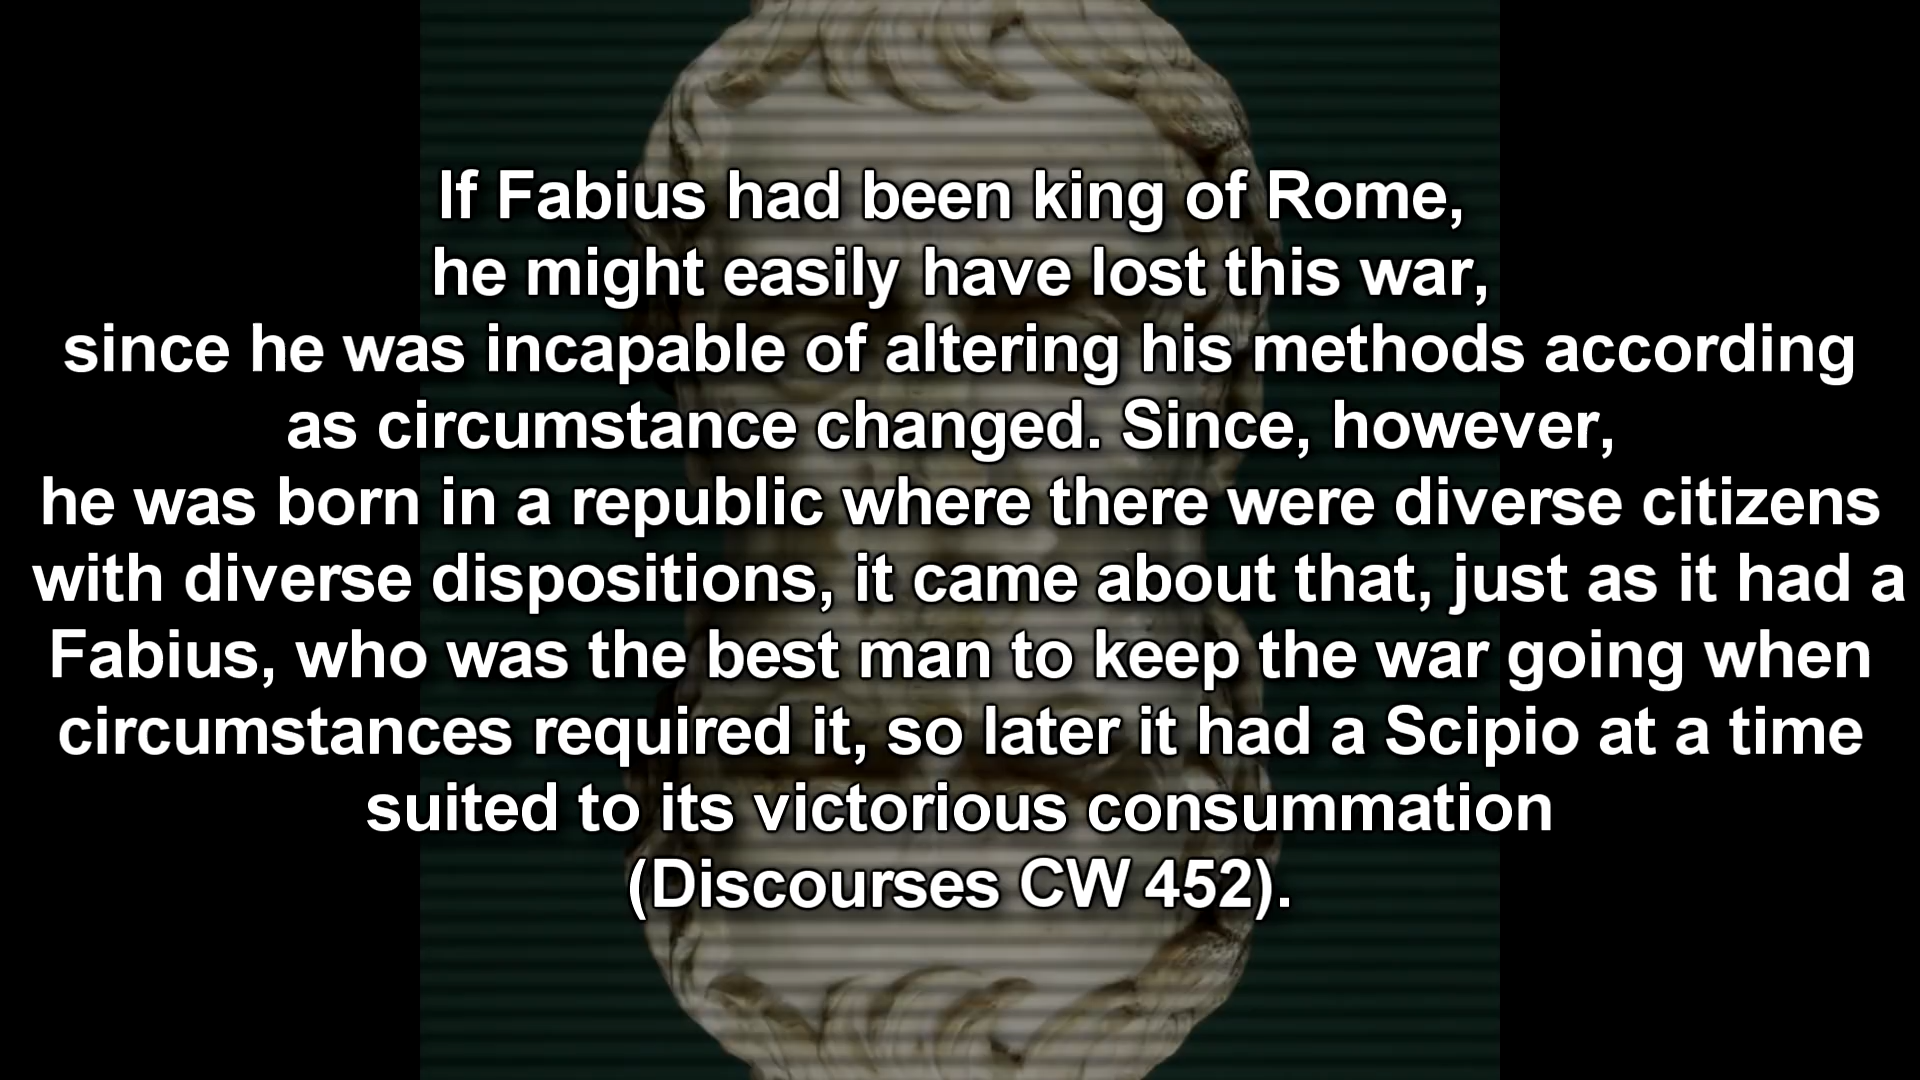 If Fabius had been king of Rome,
he might easily have lost this war,
since he was incapable of altering his methods according
as circumstance changed. Since, however,
he was born in a republic where there were diverse citizens
with diverse dispositions, it came about that, just as it had a
Fabius, who was the best man to keep the war going when
circumstances required it, so later it had a Scipio at a time
suited to its victorious consummation
(Discourses CW 452).